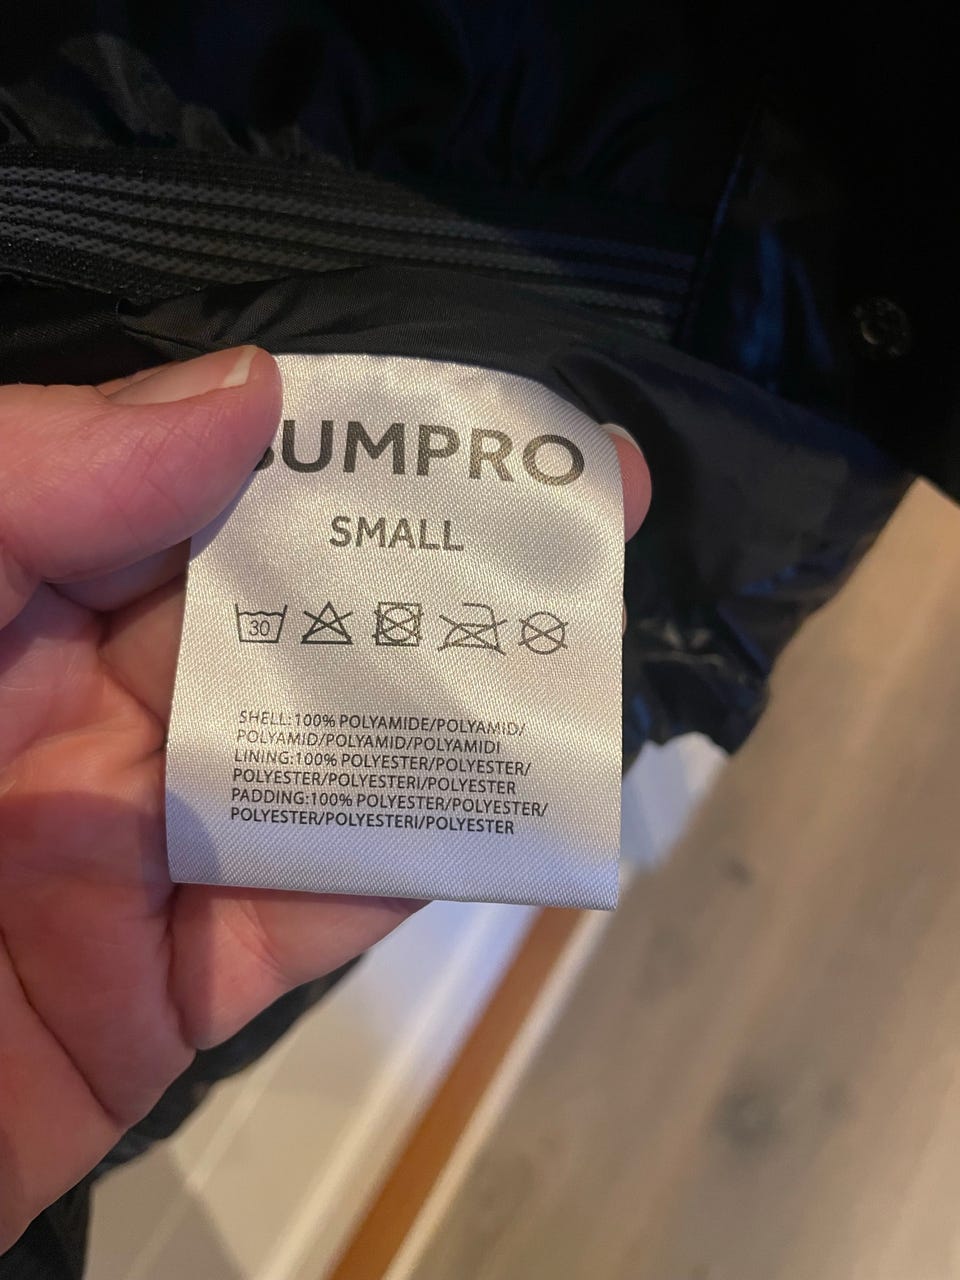 UMPRO
SMALL
30
SHELL:100% POLYAMIDE/POLYAMID/
POLYAMID/POLYAMID/POLYAMIDI
LINING:100% POLYESTER/POLYESTER/
POLYESTER/POLYESTERI/POLYESTER
PADDING:100% POLYESTER/POLYESTER/
POLYESTER/POLYESTERI/POLYESTER